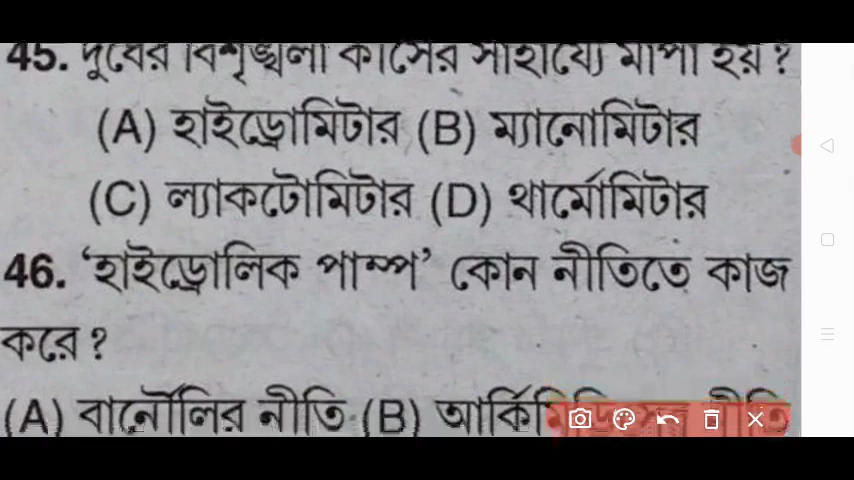 45. দুধের বিশৃঙ্খলা কীসের সাহায্যে মাপা হয় ?
(A) হাইড্রোমিটার (B) ম্যানোমিটার
(C) ল্যাকটোমিটার (D) থার্মোমিটার
46. ‘হাইড্রোলিক পাম্প’ কোন নীতিতে কাজ
করে ?
(A) বার্নৌলির নীতি (B) আর্কিমিডিসের নীতি